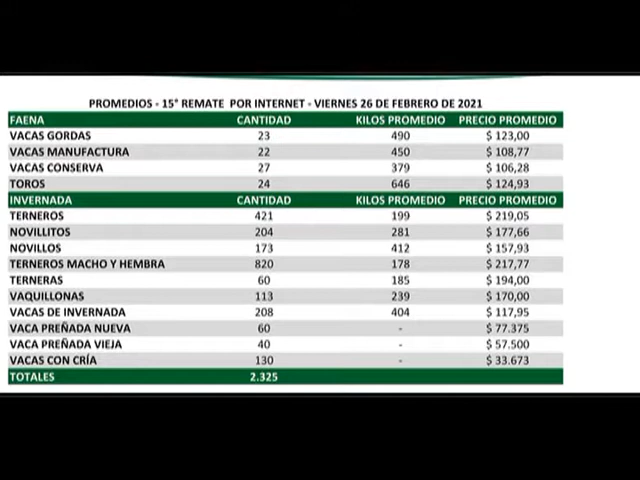 PROMEDIOS - 15° REMATE POR INTERNET - VIERNES 26 DE FEBRERO DE 2021
FAENA CANTIDAD KILOS PROMEDIO PRECIO PROMEDIO
VACAS GORDAS 23 490 $ 123,00
VACAS MANUFACTURA 22 450 $ 108,77
VACAS CONSERVA 27 379 $ 106,28
TOROS 24 646 $ 124,93
INVERNADA CANTIDAD KILOS PROMEDIO PRECIO PROMEDIO
TERNEROS 421 199 $ 219,05
NOVILLITOS 204 281 $ 177,66
NOVILLOS 173 412 $ 157,93
TERNEROS MACHO Y HEMBRA 820 178 $ 217,77
TERNERAS 60 185 $ 194,00
VAQUILLONAS 113 239 $ 170,00
VACAS DE INVERNADA 208 404 $ 117,95
VACA PREÑADA NUEVA 60 - $ 77.375
VACA PREÑADA VIEJA 40 - $ 57.500
VACAS CON CRÍA 130 - $ 33.673
TOTALES 2.325